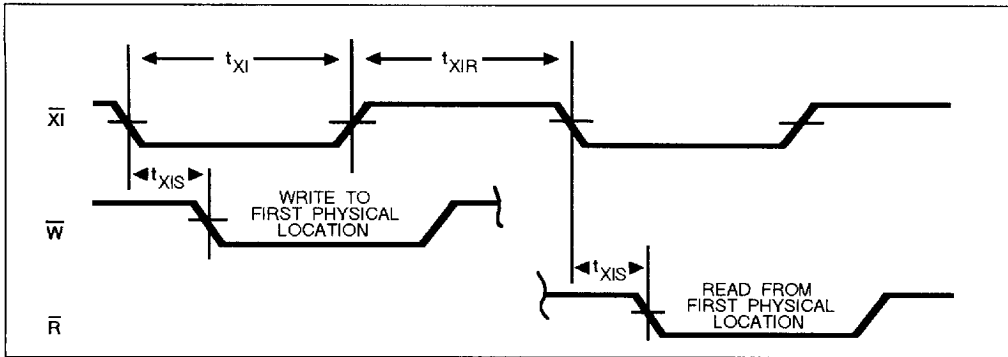 tXI
tXIR
XI
tXIS
WRITE TO
FIRST PHYSICAL
LOCATION
W
tXIS
READ FROM
FIRST PHYSICAL
LOCATION
R